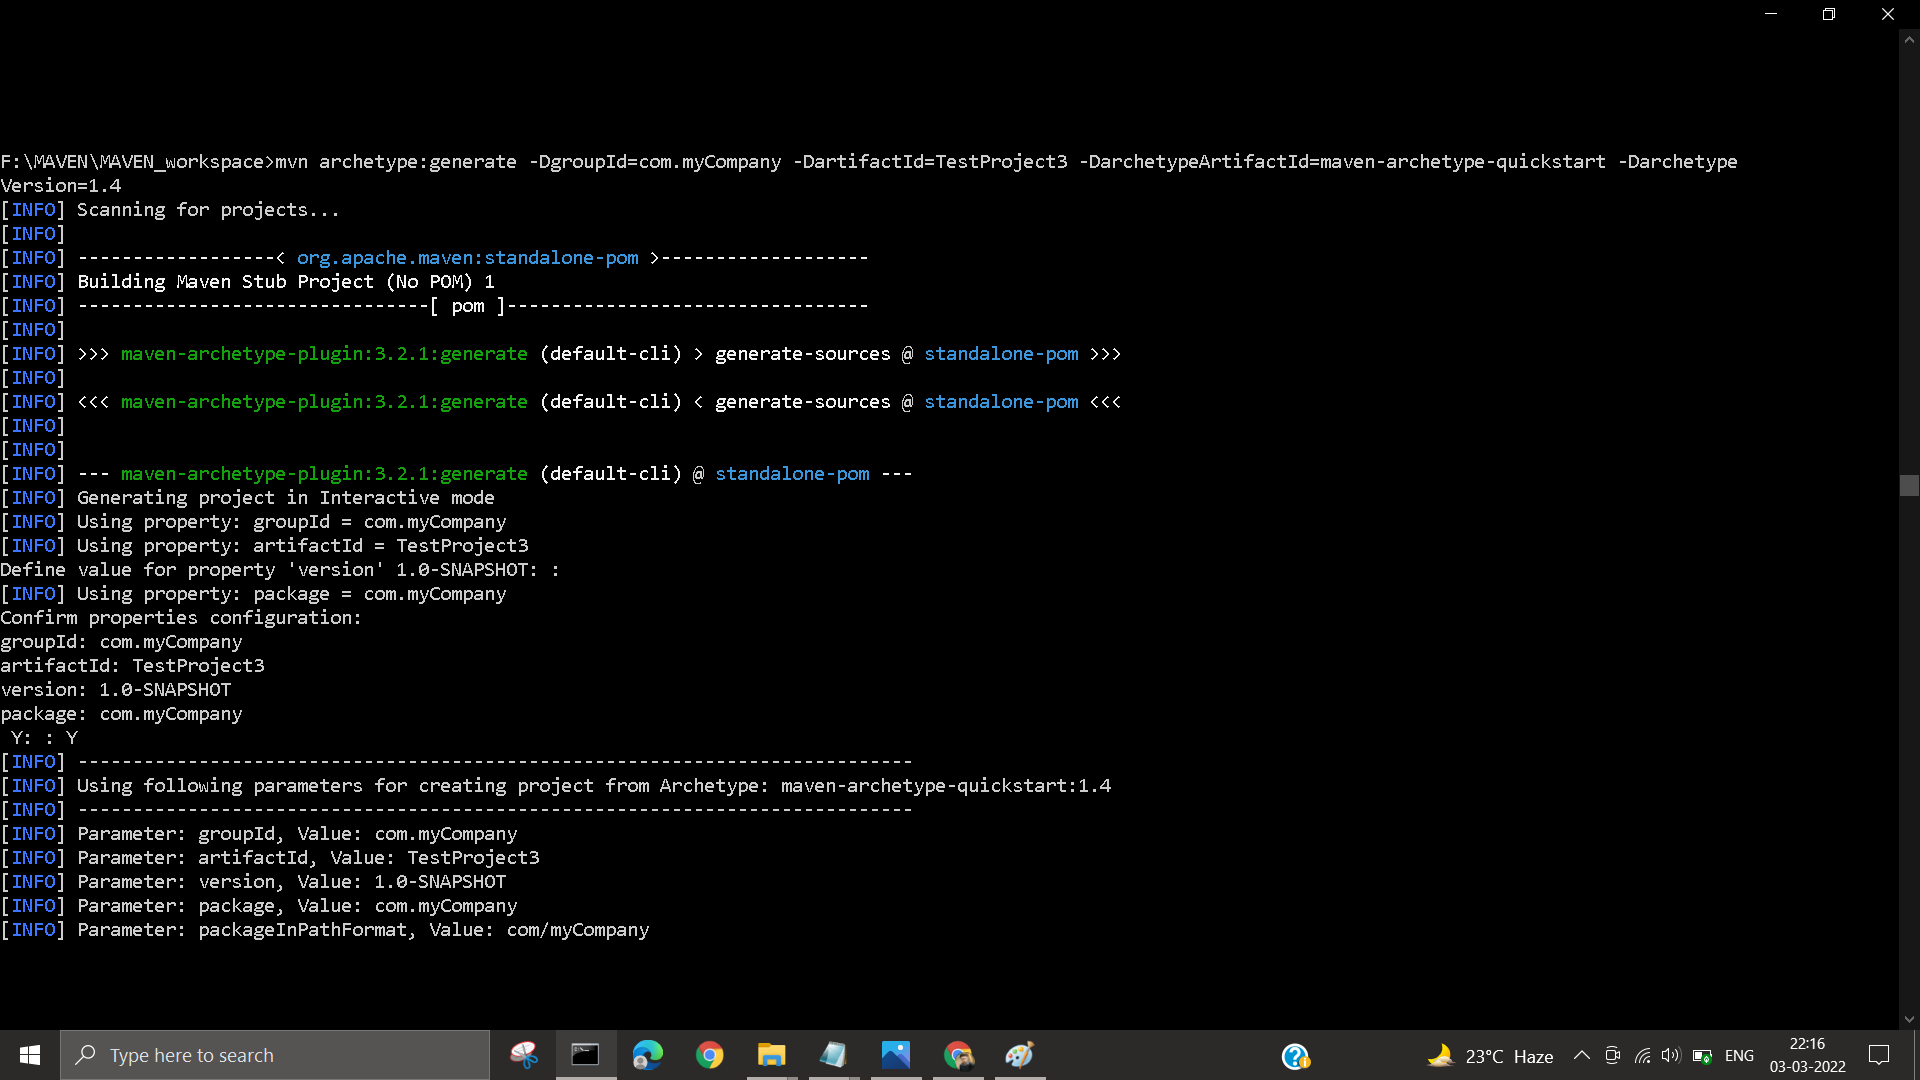 F:\MAVEN\MAVEN_workspace>mvn archetype:generate -DgroupId=com.myCompany -DartifactId=TestProject3 -DarchetypeArtifactId=maven-archetype-quickstart -Darchetype
Version=1.4
[INFO] Scanning for projects...
[INFO]
[INFO] ------------------< org.apache.maven:standalone-pom >-------------------
[INFO] Building Maven Stub Project (No POM) 1
[INFO] --------------------------------[ pom ]---------------------------------
[INFO]
[INFO] >>> maven-archetype-plugin:3.2.1:generate (default-cli) > generate-sources @ standalone-pom >>>
[INFO]
[INFO] <<< maven-archetype-plugin:3.2.1:generate (default-cli) < generate-sources @ standalone-pom <<<
[INFO]
[INFO]
[INFO] --- maven-archetype-plugin:3.2.1:generate (default-cli) @ standalone-pom ---
[INFO] Generating project in Interactive mode
[INFO] Using property: groupId = com.myCompany
[INFO] Using property: artifactId = TestProject3
Define value for property 'version' 1.0-SNAPSHOT: :
[INFO] Using property: package = com.myCompany
Confirm properties configuration:
groupId: com.myCompany
artifactId: TestProject3
version: 1.0-SNAPSHOT
package: com.myCompany
 Y: : Y
[INFO] ----------------------------------------------------------------------------
[INFO] Using following parameters for creating project from Archetype: maven-archetype-quickstart:1.4
[INFO] ----------------------------------------------------------------------------
[INFO] Parameter: groupId, Value: com.myCompany
[INFO] Parameter: artifactId, Value: TestProject3
[INFO] Parameter: version, Value: 1.0-SNAPSHOT
[INFO] Parameter: package, Value: com.myCompany
[INFO] Parameter: packageInPathFormat, Value: com/myCompany
Type here to search
23°C Haze
ENG
22:16
03-03-2022